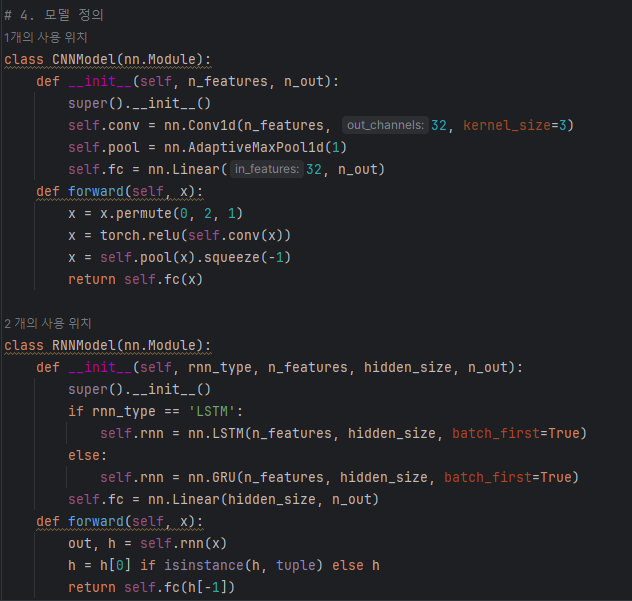 # 4. 모델 정의
1개의 사용 위치
class CNNModel(nn.Module):
    def __init__(self, n_features, n_out):
        super().__init__()
        self.conv = nn.Conv1d(n_features, out_channels: 32, kernel_size=3)
        self.pool = nn.AdaptiveMaxPool1d(1)
        self.fc = nn.Linear( in_features: 32, n_out)
    def forward(self, x):
        x = x.permute(0, 2, 1)
        x = torch.relu(self.conv(x))
        x = self.pool(x).squeeze(-1)
        return self.fc(x)
2 개의 사용 위치
class RNNModel(nn.Module):
    def __init__(self, rnn_type, n_features, hidden_size, n_out):
        super().__init__()
        if rnn_type == 'LSTM':
            self.rnn = nn.LSTM(n_features, hidden_size, batch_first=True)
        else:
            self.rnn = nn.GRU(n_features, hidden_size, batch_first=True)
        self.fc = nn.Linear(hidden_size, n_out)
    def forward(self, x):
        out, h = self.rnn(x)
        h = h[0] if isinstance(h, tuple) else h
        return self.fc(h[-1])